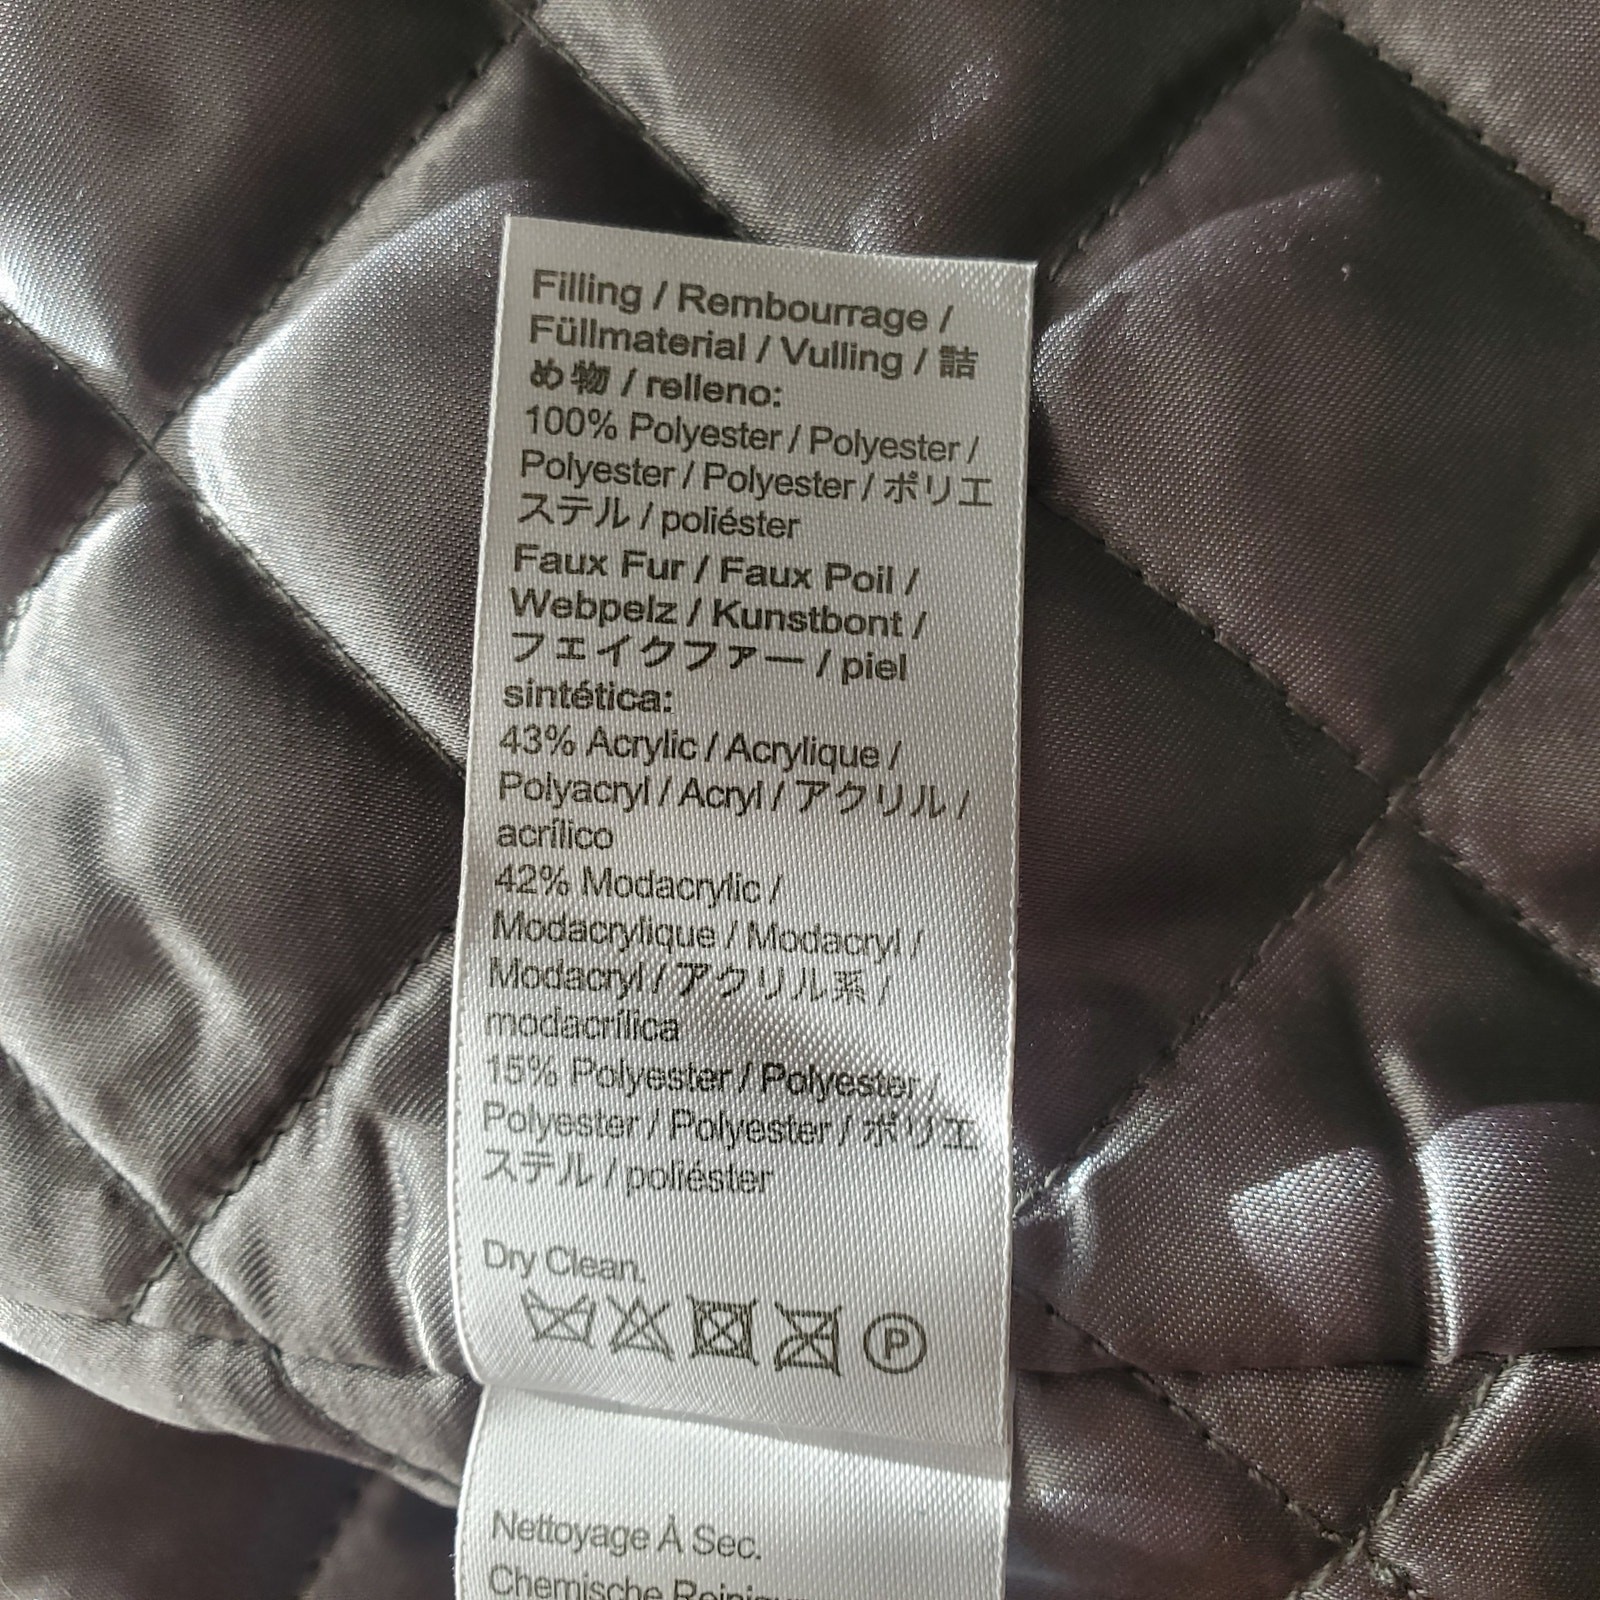 Filling / Rembourrage /
Füllmaterial / Vulling / 詰
め物 / relleno:
100% Polyester / Polyester /
Polyester / Polyester / ポリエ
ステル / poliéster
Faux Fur / Faux Poil /
Webpelz / Kunstbont /
フェイクファー / piel
sintética:
43% Acrylic / Acrylique /
Polyacryl / Acryl / アクリル /
acrílico
42% Modacrylic /
Modacrylique / Modacryl /
Modacryl / アクリル系 /
modacrílica
15% Polyester / Polyester /
Polyester / Polyester / ポリエ
ステル / poliéster
Dry Clean.
P
Nettoyage À Sec.
Chemische